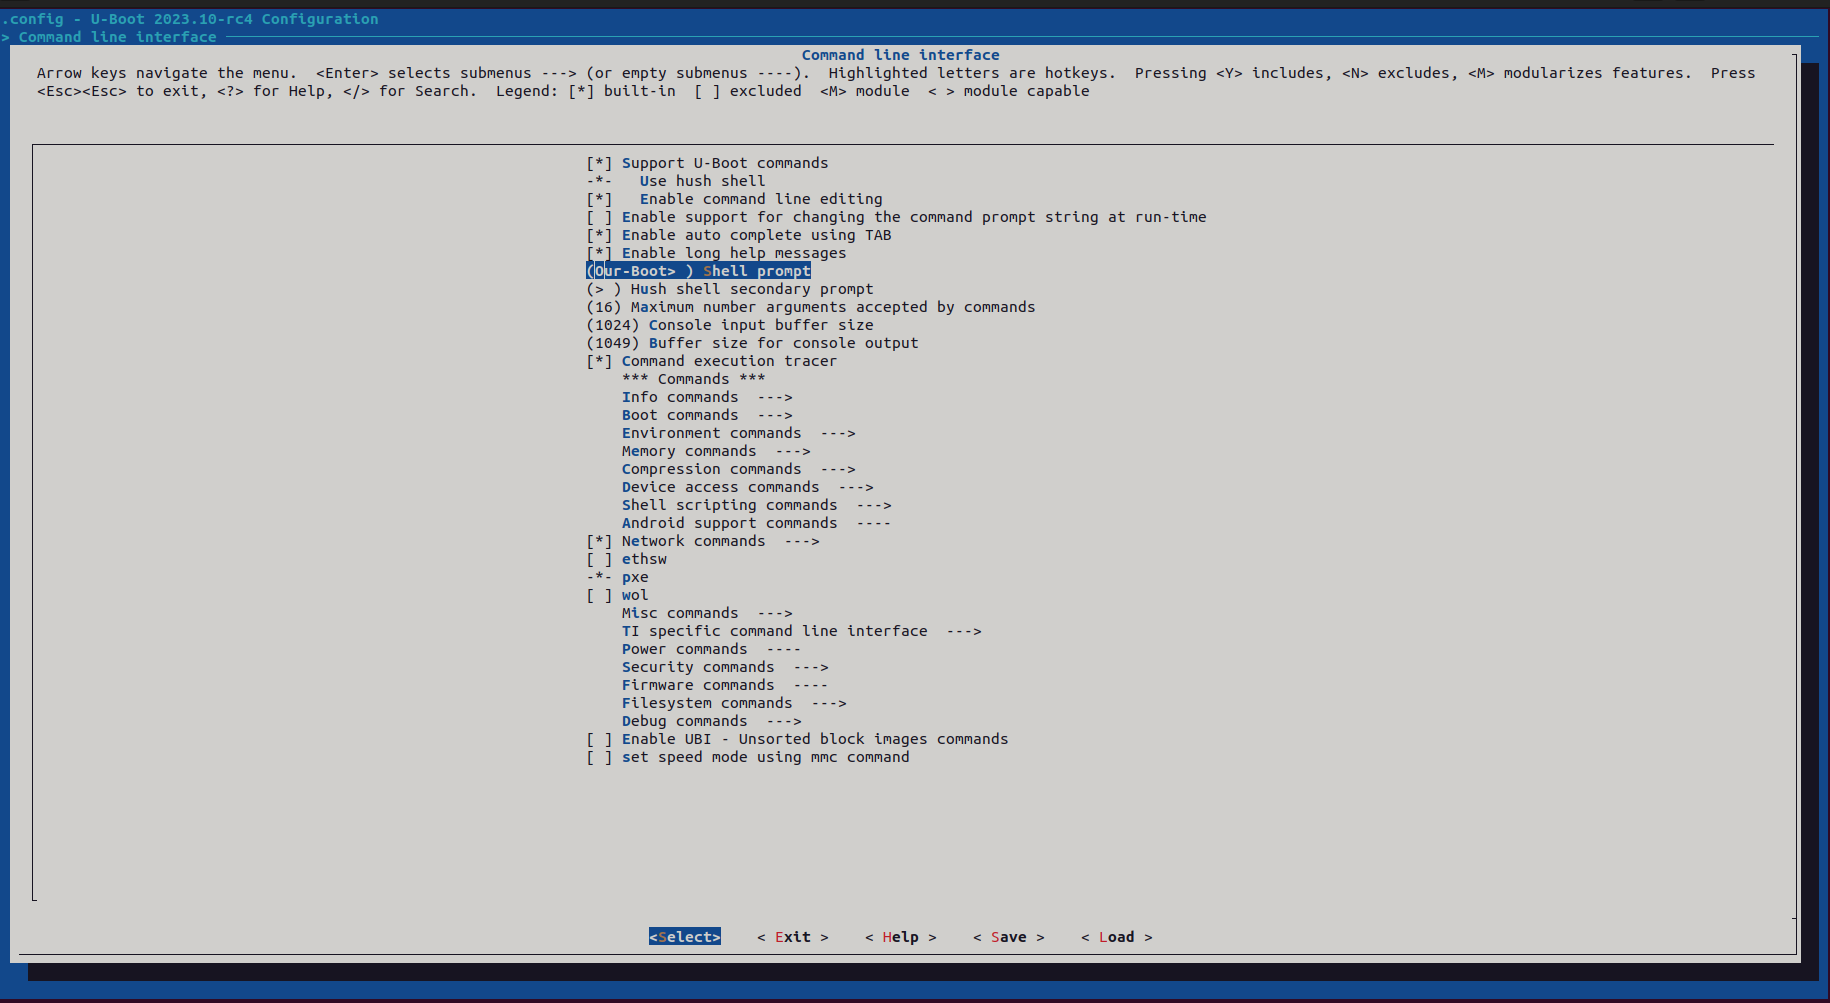 .config - U-Boot 2023.10-rc4 Configuration
> Command line interface
Command line interface
Arrow keys navigate the menu.  <Enter> selects submenus ---> (or empty submenus ----).  Highlighted letters are hotkeys.  Pressing <Y> includes, <N> excludes, <M> modularizes features.  Press
<Esc><Esc> to exit, <?> for Help, </> for Search.  Legend: [*] built-in  [ ] excluded  <M> module  < > module capable
[*] Support U-Boot commands
-*-   Use hush shell
[*]   Enable command line editing
[ ] Enable support for changing the command prompt string at run-time
[*] Enable auto complete using TAB
[*] Enable long help messages
(Our-Boot> ) Shell prompt
(> ) Hush shell secondary prompt
(16) Maximum number arguments accepted by commands
(1024) Console input buffer size
(1049) Buffer size for console output
[*] Command execution tracer
    *** Commands ***
    Info commands  --->
    Boot commands  --->
    Environment commands  --->
    Memory commands  --->
    Compression commands  --->
    Device access commands  --->
    Shell scripting commands  --->
    Android support commands  ----
[*] Network commands  --->
[ ] ethsw
-*- pxe
[ ] wol
    Misc commands  --->
    TI specific command line interface  --->
    Power commands  ----
    Security commands  --->
    Firmware commands  ----
    Filesystem commands  --->
    Debug commands  --->
[ ] Enable UBI - Unsorted block images commands
[ ] set speed mode using mmc command
<Select>    < Exit >    < Help >    < Save >    < Load >